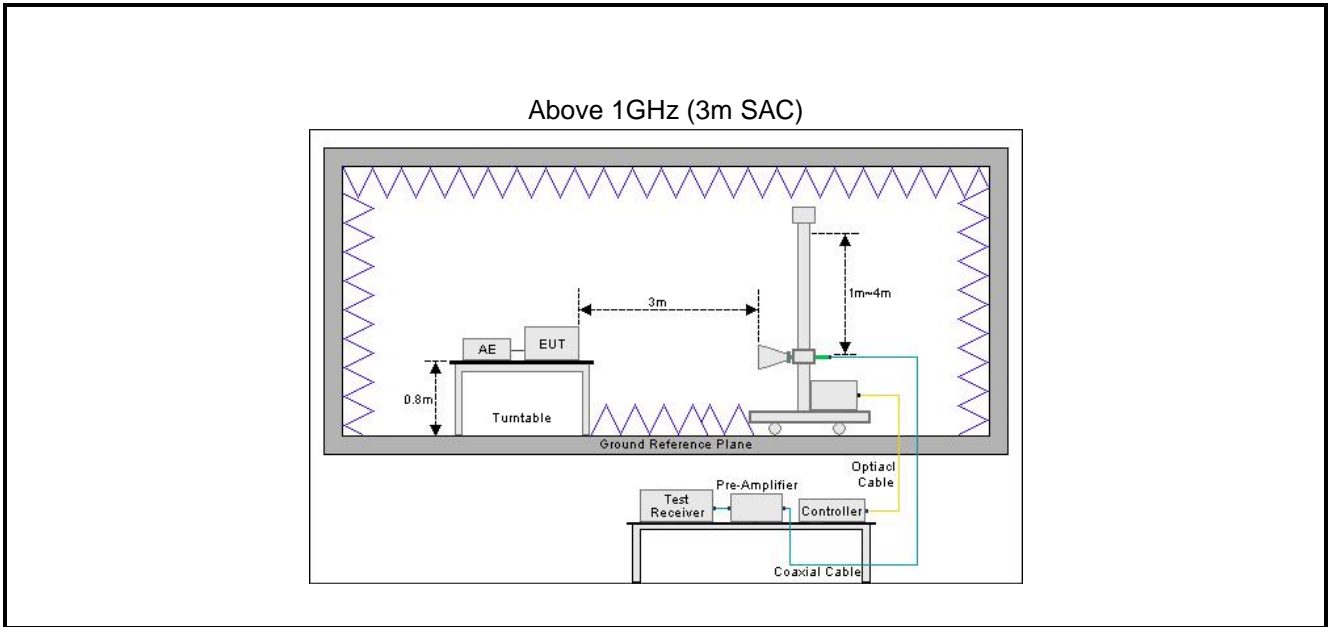 Above 1GHz (3m SAC)
1m~4m
3m
AE
EUT
0.8m
Turntable
Ground Reference Plane
Optiacl
Cable
Pre-Amplifier
Test
Receiver
Controller
Coaxial Cable